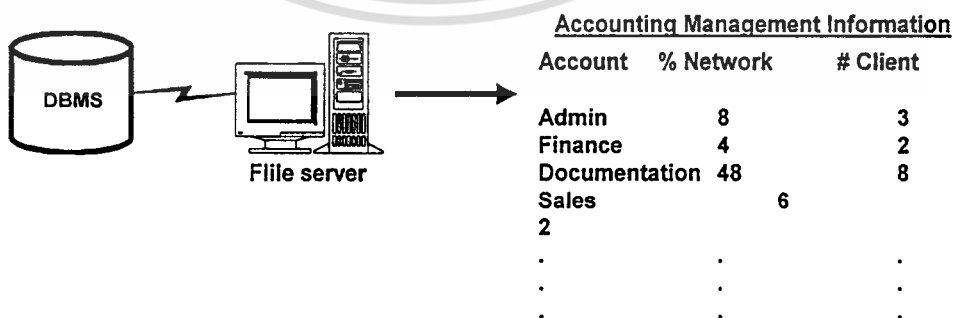 Accounting Management Information
Account % Network # Client
DBMS
Admin 8 3
Finance 4 2
Flile server
Documentation 48 8
Sales 6
2
. . .
. . .
. . .